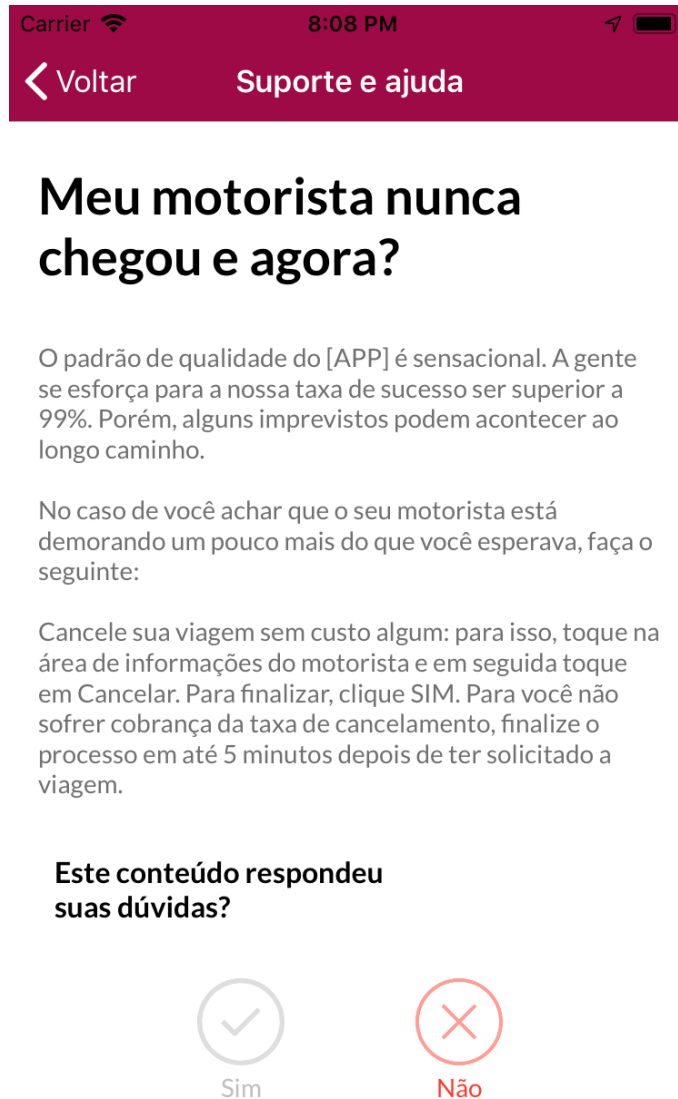 Carrier
8:08 PM
Voltar
Suporte e ajuda
Meu motorista nunca
chegou e agora?
O padrão de qualidade do [APP] é sensacional. A gente
se esforça para a nossa taxa de sucesso ser superior a
99%. Porém, alguns imprevistos podem acontecer ao
longo caminho.
No caso de você achar que o seu motorista está
demorando um pouco mais do que você esperava, faça o
seguinte:
Cancele sua viagem sem custo algum: para isso, toque na
área de informações do motorista e em seguida toque
em Cancelar. Para finalizar, clique SIM. Para você não
sofrer cobrança da taxa de cancelamento, finalize o
processo em até 5 minutos depois de ter solicitado a
viagem.
Este conteúdo respondeu
suas dúvidas?
Sim
Não